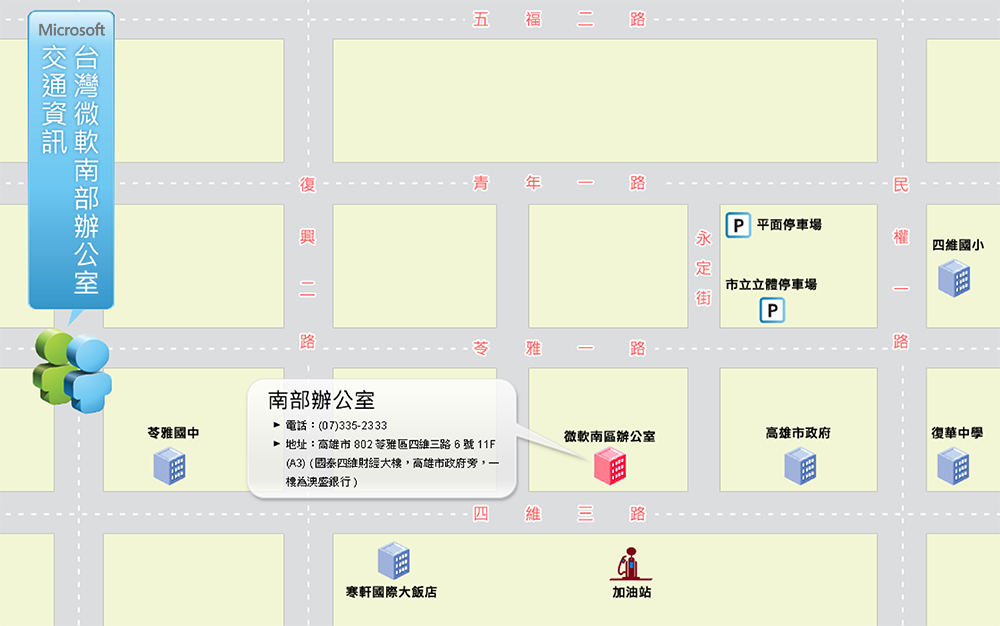 五福二路
Microsoft
台灣微軟南部辦公室
交通資訊
復興二路
青年一路
民權一路
永定街
P 平面停車場
市立立體停車場
P
四維國小
苓雅一路
南部辦公室
電話：(07)335-2333
地址：高雄市 802 苓雅區四維三路 6 號 11F
(A3) (國泰四維財經大樓，高雄市政府旁，一
樓為澳盛銀行)
苓雅國中
微軟南區辦公室
高雄市政府
復華中學
四維三路
寒軒國際大飯店
加油站